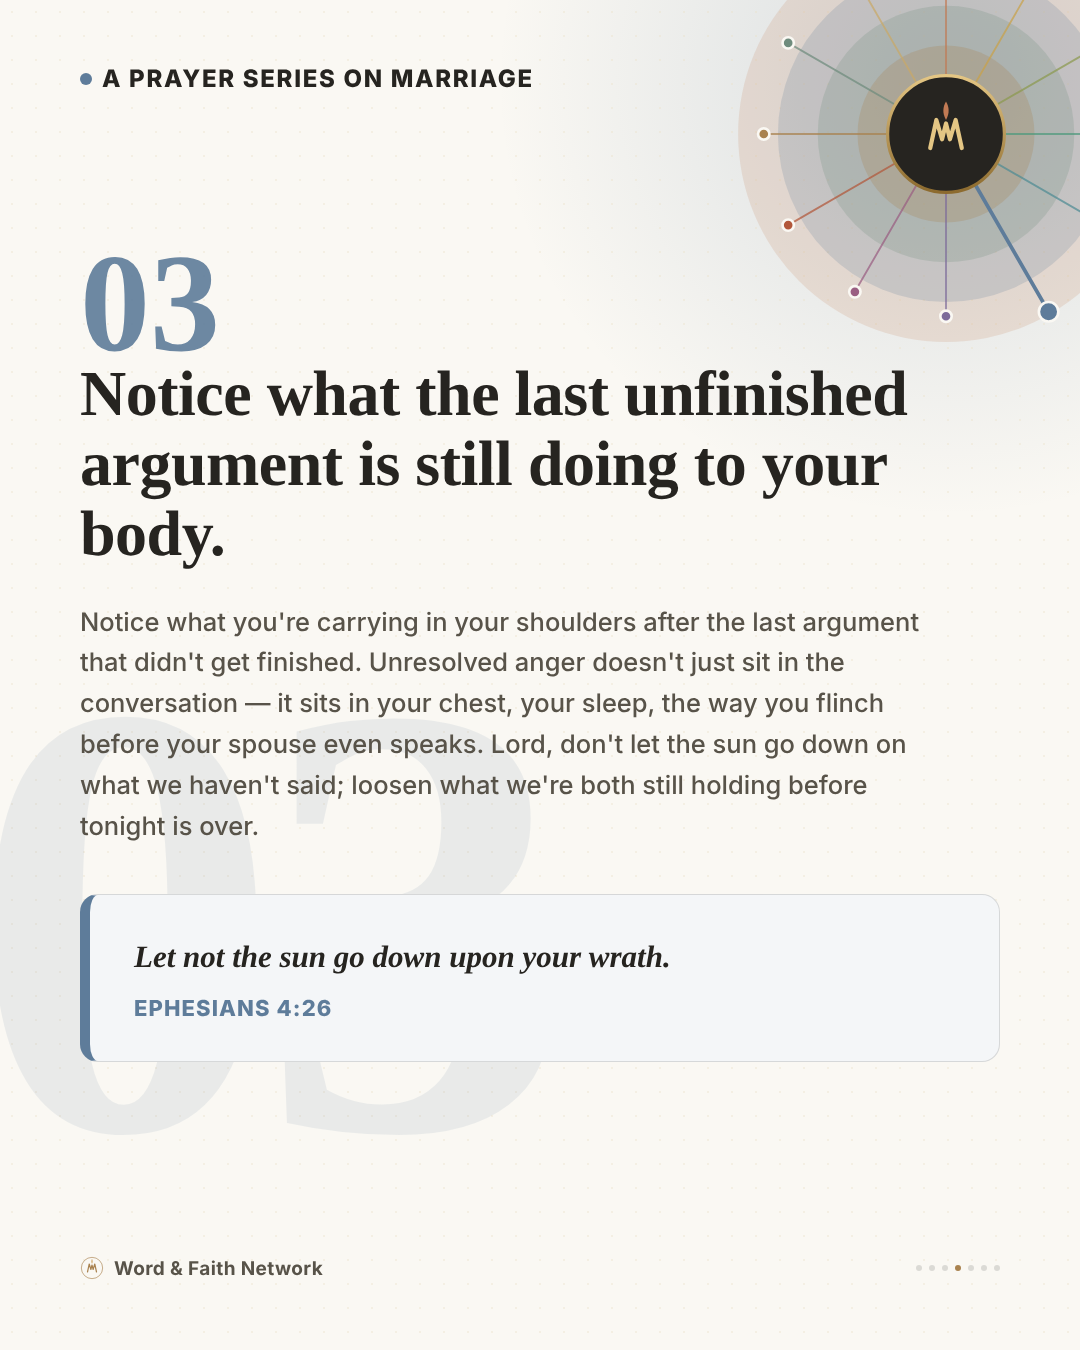 A PRAYER SERIES ON MARRIAGE
03
Notice what the last unfinished
argument is still doing to your
body.
Notice what you're carrying in your shoulders after the last argument
that didn't get finished. Unresolved anger doesn't just sit in the
conversation — it sits in your chest, your sleep, the way you flinch
before your spouse even speaks. Lord, don't let the sun go down on
what we haven't said; loosen what we're both still holding before
tonight is over.
03
Let not the sun go down upon your wrath.
EPHESIANS 4:26
Word & Faith Network